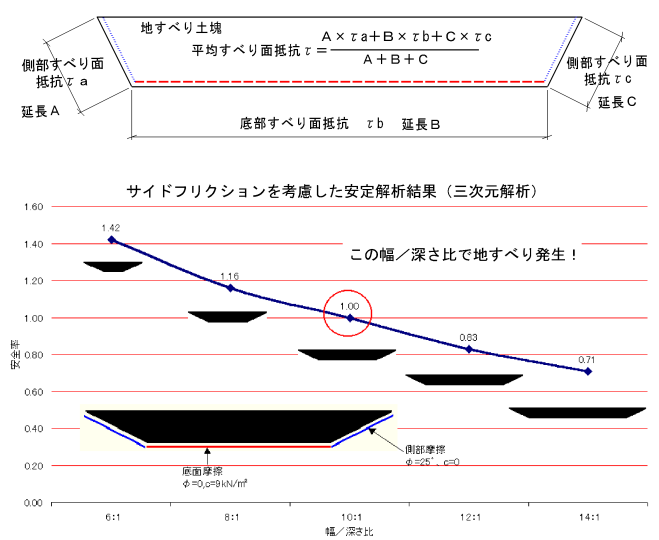 地すべり土塊
平均すべり面抵抗τ=
A×τa+B×τb+C×τc
A+B+C
側部すべり面
抵抗τa
延長A
側部すべり面
抵抗τc
延長C
底部すべり面抵抗 τb 延長B
サイドフリクションを考慮した安定解析結果（三次元解析）
安全率
1.60
1.40
1.20
1.00
0.80
0.60
0.40
0.20
0.00
1.42
1.16
1.00
0.83
0.71
この幅／深さ比で地すべり発生！
底面摩擦
φ=0,c=9kN/m²
側部摩擦
φ=25°、c=0
6:1
8:1
10:1
12:1
14:1
幅／深さ比